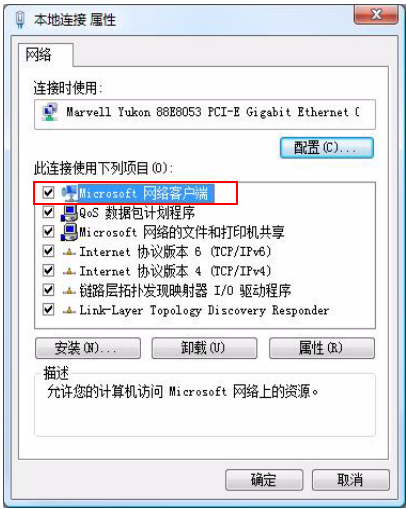 本地连接 属性
网络
连接时使用:
Marvell Yukon 88E8053 PCI-E Gigabit Ethernet C
配置(C)...
此连接使用下列项目(O):
Microsoft 网络客户端
QoS 数据包计划程序
Microsoft 网络的文件和打印机共享
Internet 协议版本 6 (TCP/IPv6)
Internet 协议版本 4 (TCP/IPv4)
链路层拓扑发现映射器 I/O 驱动程序
Link-Layer Topology Discovery Responder
安装(N)...
卸载(U)
属性(R)
描述
允许您的计算机访问 Microsoft 网络上的资源。
确定
取消